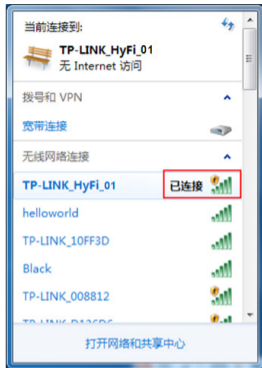 当前连接到:
TP-LINK_HyFi_01
无 Internet 访问
拨号和 VPN
宽带连接
无线网络连接
TP-LINK_HyFi_01 已连接
helloworld
TP-LINK_10FF3D
Black
TP-LINK_008812
打开网络和共享中心